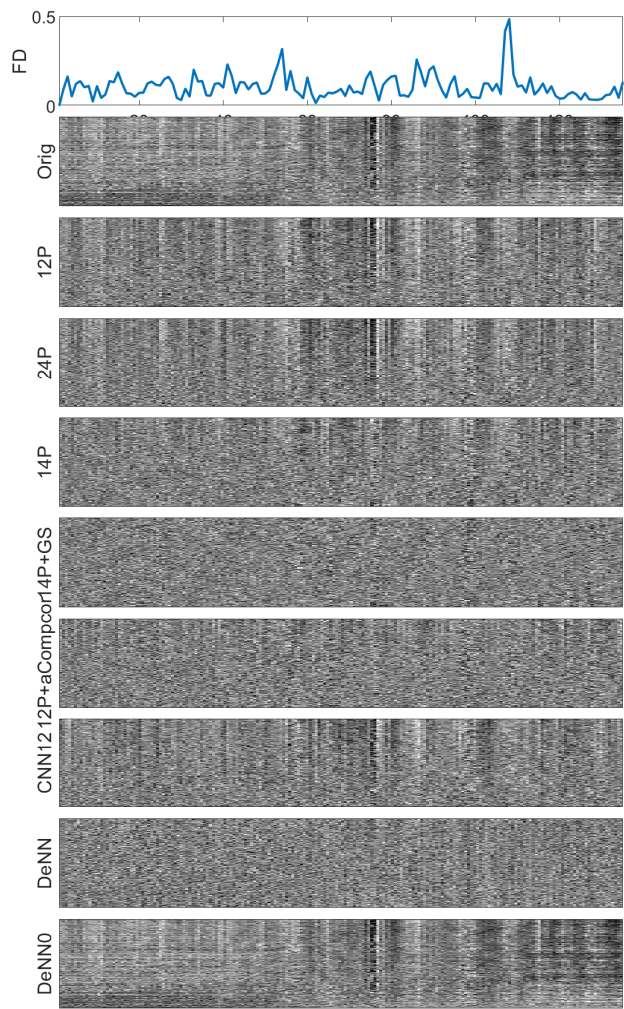 0.5
FD
0
Orig
12P
24P
14P
14P+GS
12P+aCompcor
CNN12
DeNN
DeNN0